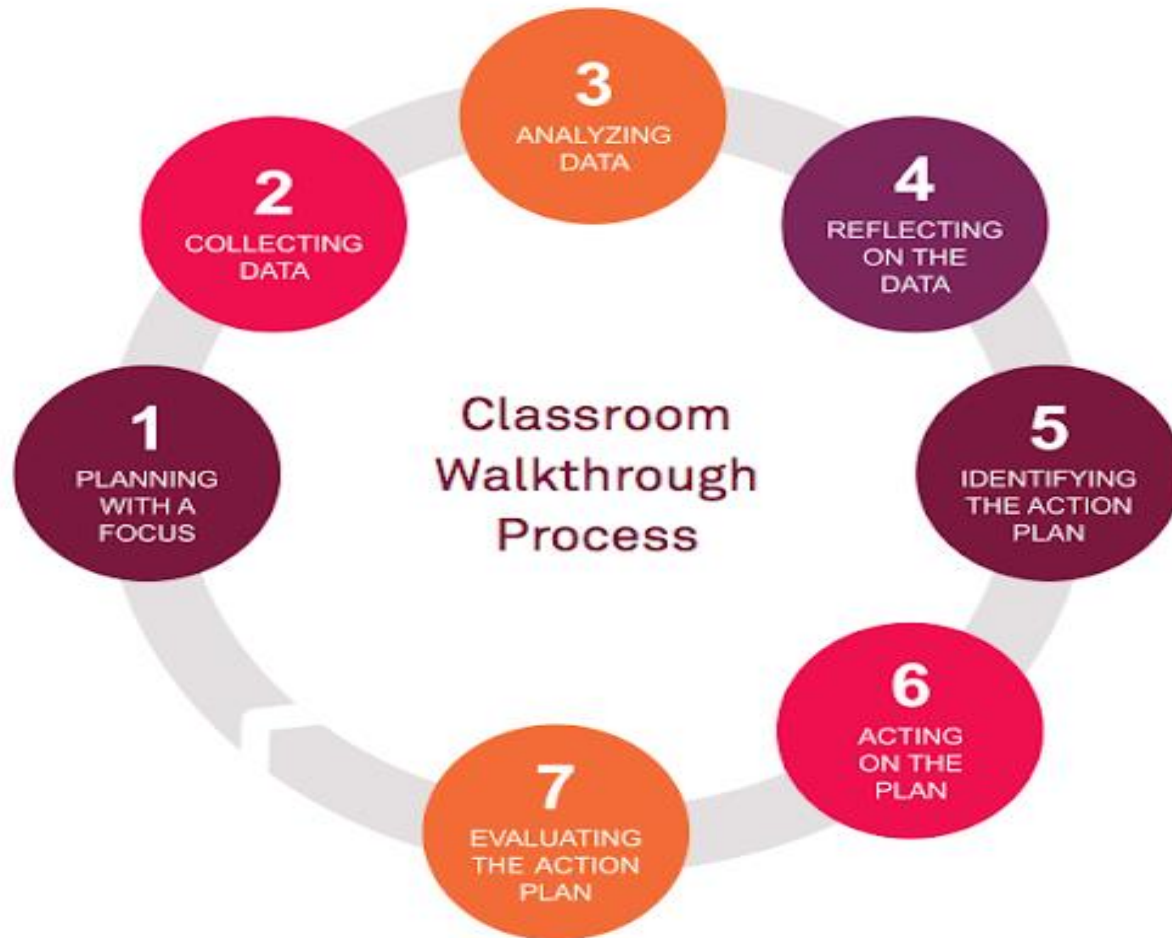 Classroom
Walkthrough
Process
1
PLANNING
WITH A
FOCUS
2
COLLECTING
DATA
3
ANALYZING
DATA
4
REFLECTING
ON THE
DATA
5
IDENTIFYING
THE ACTION
PLAN
6
ACTING
ON THE
PLAN
7
EVALUATING
THE ACTION
PLAN